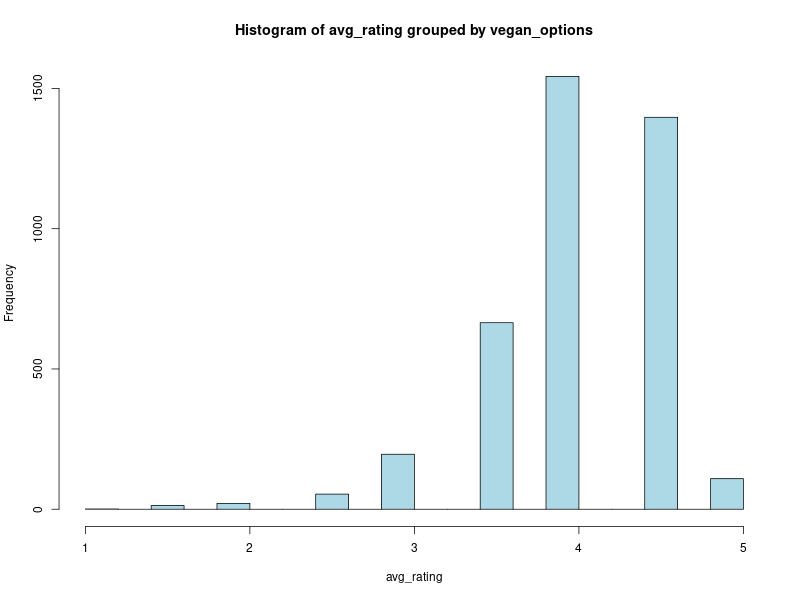 Histogram of avg_rating grouped by vegan_options
1500
1000
500
0
Frequency
1 2 3 4 5
avg_rating